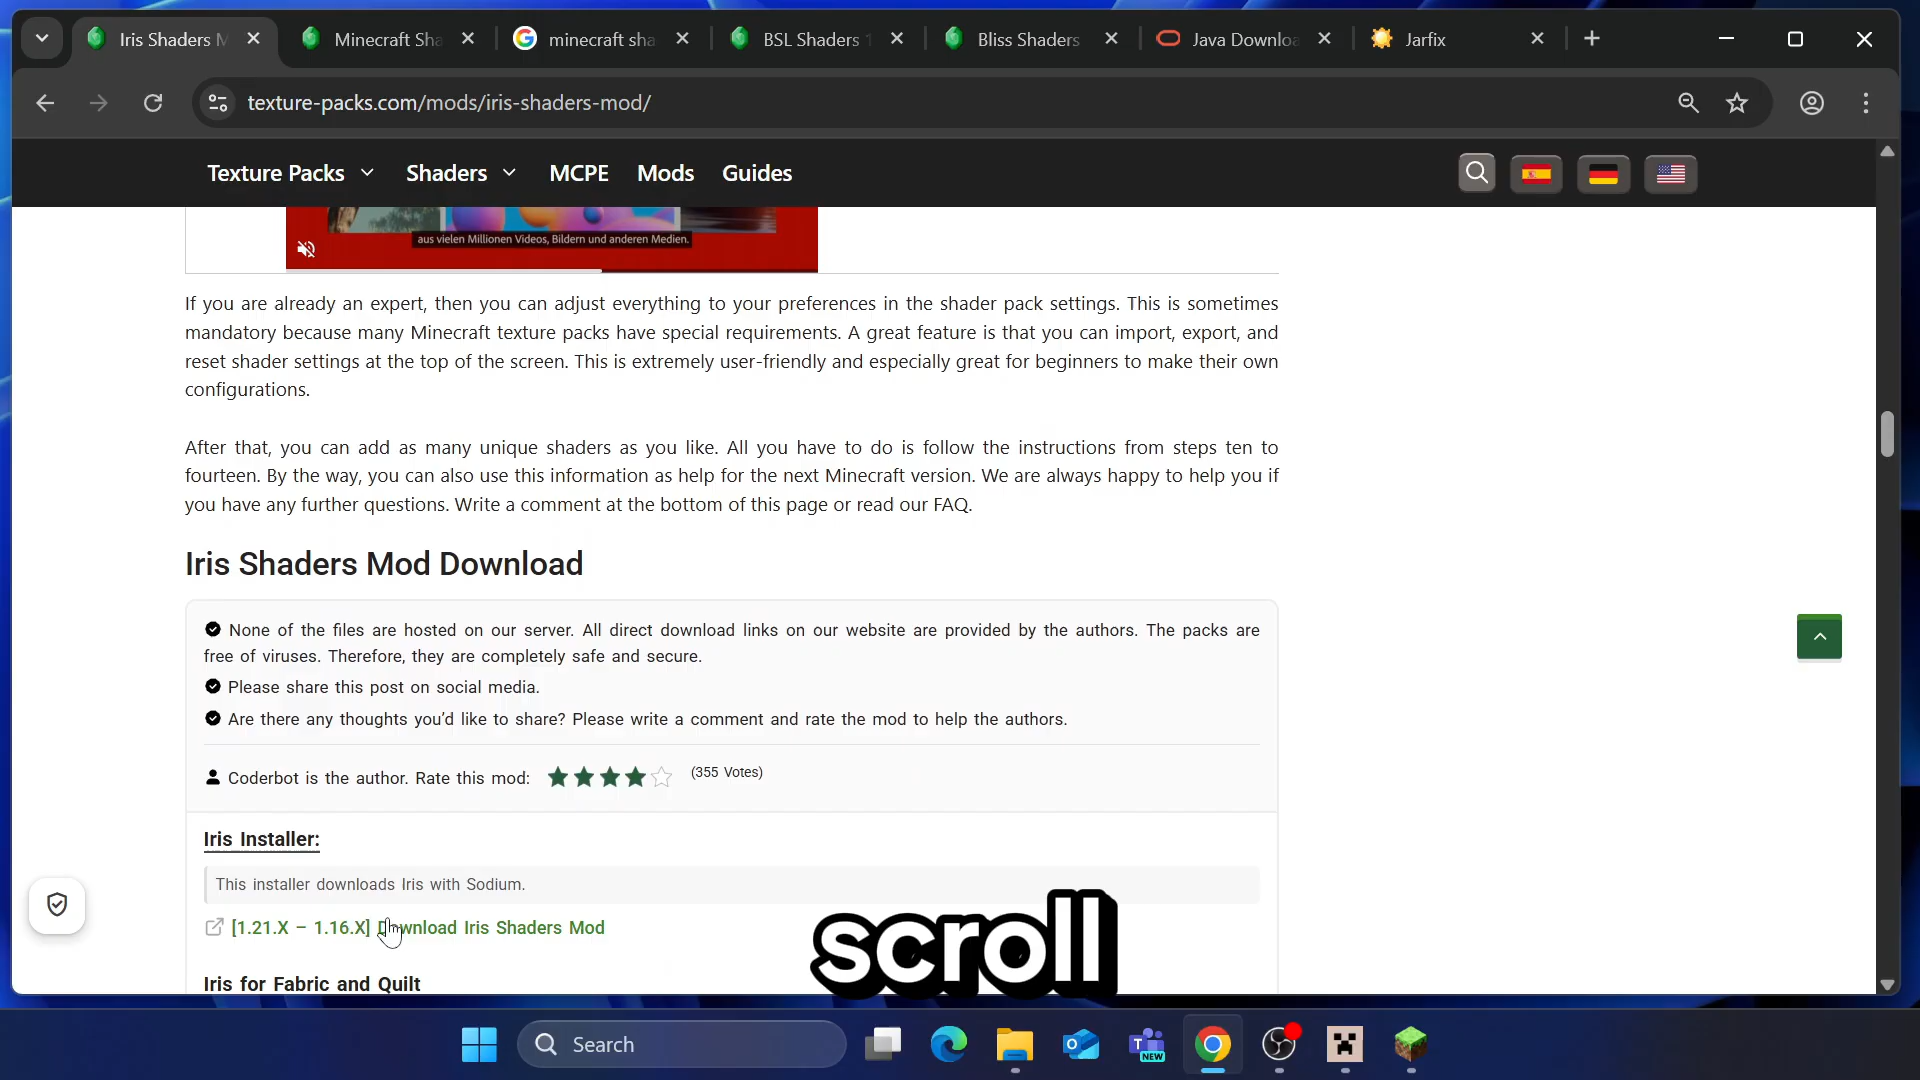 Iris Shaders M
Minecraft Sha
minecraft sha
BSL Shaders 1
Bliss Shaders
Java Downloa
Jarfix
texture-packs.com/mods/iris-shaders-mod/
Texture Packs
Shaders
MCPE
Mods
Guides
aus vielen Millionen Videos, Bildern und anderen Medien.
If you are already an expert, then you can adjust everything to your preferences in the shader pack settings. This is sometimes
mandatory because many Minecraft texture packs have special requirements. A great feature is that you can import, export, and
reset shader settings at the top of the screen. This is extremely user-friendly and especially great for beginners to make their own
configurations.
After that, you can add as many unique shaders as you like. All you have to do is follow the instructions from steps ten to
fourteen. By the way, you can also use this information as help for the next Minecraft version. We are always happy to help you if
you have any further questions. Write a comment at the bottom of this page or read our FAQ.
Iris Shaders Mod Download
None of the files are hosted on our server. All direct download links on our website are provided by the authors. The packs are
free of viruses. Therefore, they are completely safe and secure.
Please share this post on social media.
Are there any thoughts you'd like to share? Please write a comment and rate the mod to help the authors.
Coderbot is the author. Rate this mod: (355 Votes)
Iris Installer:
This installer downloads Iris with Sodium.
[1.21.X – 1.16.X] Download Iris Shaders Mod
scroll
Iris for Fabric and Quilt
Search
NEW